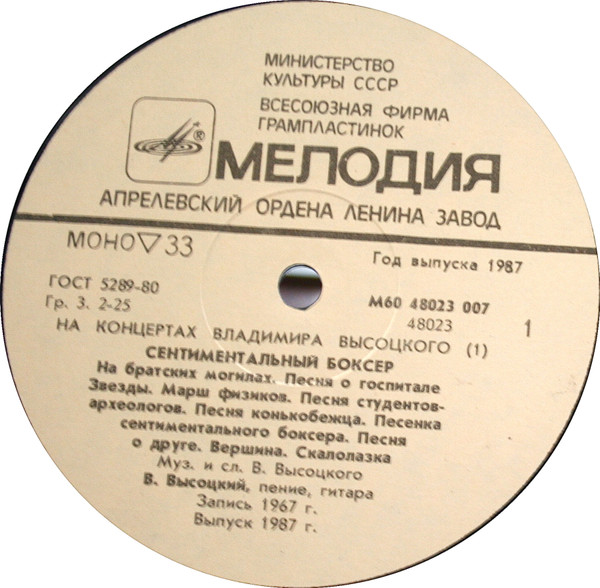 МИНИСТЕРСТВО
КУЛЬТУРЫ СССР
ВСЕСОЮЗНАЯ ФИРМА
ГРАМПЛАСТИНОК
®
МЕЛОДИЯ
АПРЕЛЕВСКИЙ ОРДЕНА ЛЕНИНА ЗАВОД
МОНО ▽ 33
Год выпуска 1987
ГОСТ 5289-80
Гр. 3. 2-25
М60 48023 007
48023
1
НА КОНЦЕРТАХ ВЛАДИМИРА ВЫСОЦКОГО (1)
СЕНТИМЕНТАЛЬНЫЙ БОКСЕР
На братских могилах. Песня о госпитале
Звезды. Марш физиков. Песня студентов-
археологов. Песня конькобежца. Песенка
сентиментального боксера. Песня
о друге. Вершина. Скалолазка
Муз. и сл. В. Высоцкого
В. Высоцкий, пение, гитара
Запись 1967 г.
Выпуск 1987 г.